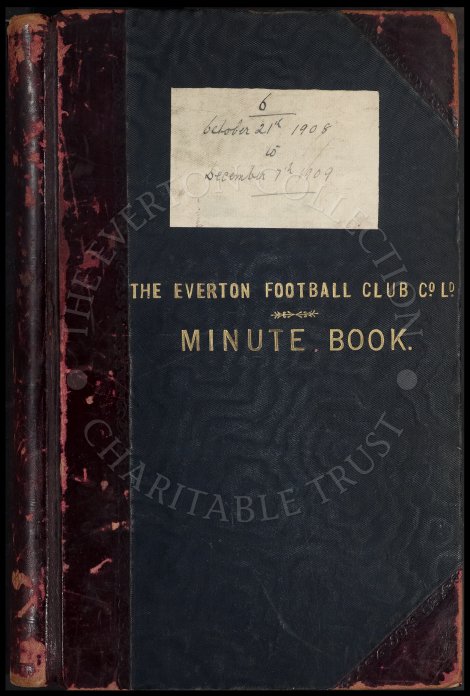 6
October 21st 1908
to
December 7th 1909
THE EVERTON FOOTBALL CLUB Co. Ld.
MINUTE BOOK.
THE EVERTON COLLECTION
CHARITABLE TRUST